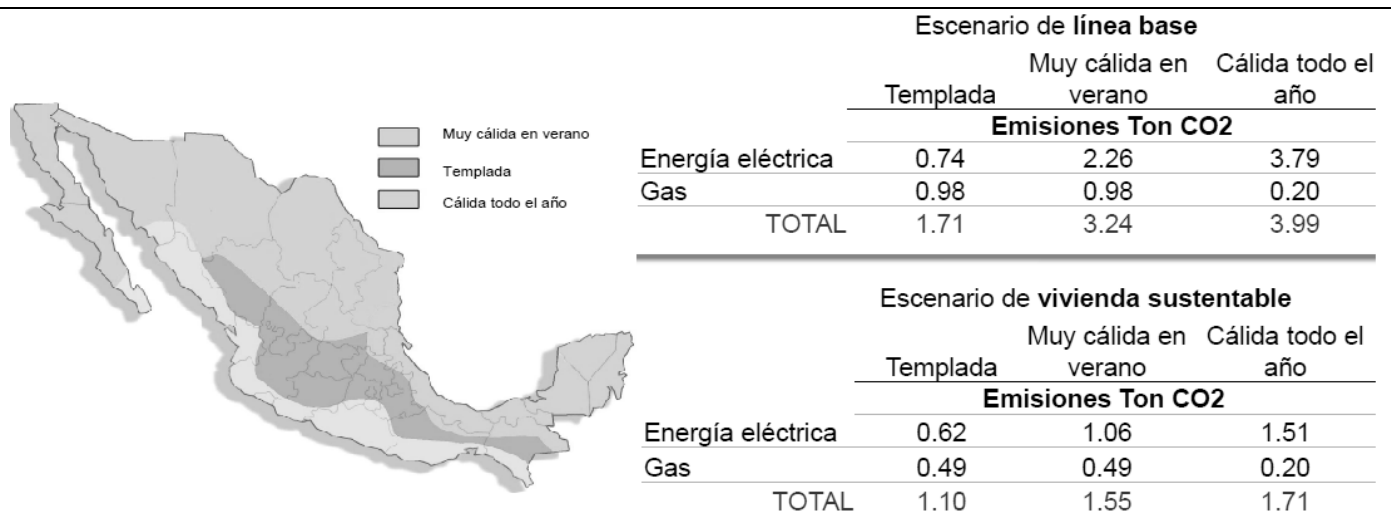 Muy cálida en verano
Templada
Cálida todo el año
Escenario de línea base
Muy cálida en Cálida todo el
Templada verano año
Emisiones Ton CO2
Energía eléctrica 0.74 2.26 3.79
Gas 0.98 0.98 0.20
TOTAL 1.71 3.24 3.99
Escenario de vivienda sustentable
Muy cálida en Cálida todo el
Templada verano año
Emisiones Ton CO2
Energía eléctrica 0.62 1.06 1.51
Gas 0.49 0.49 0.20
TOTAL 1.10 1.55 1.71